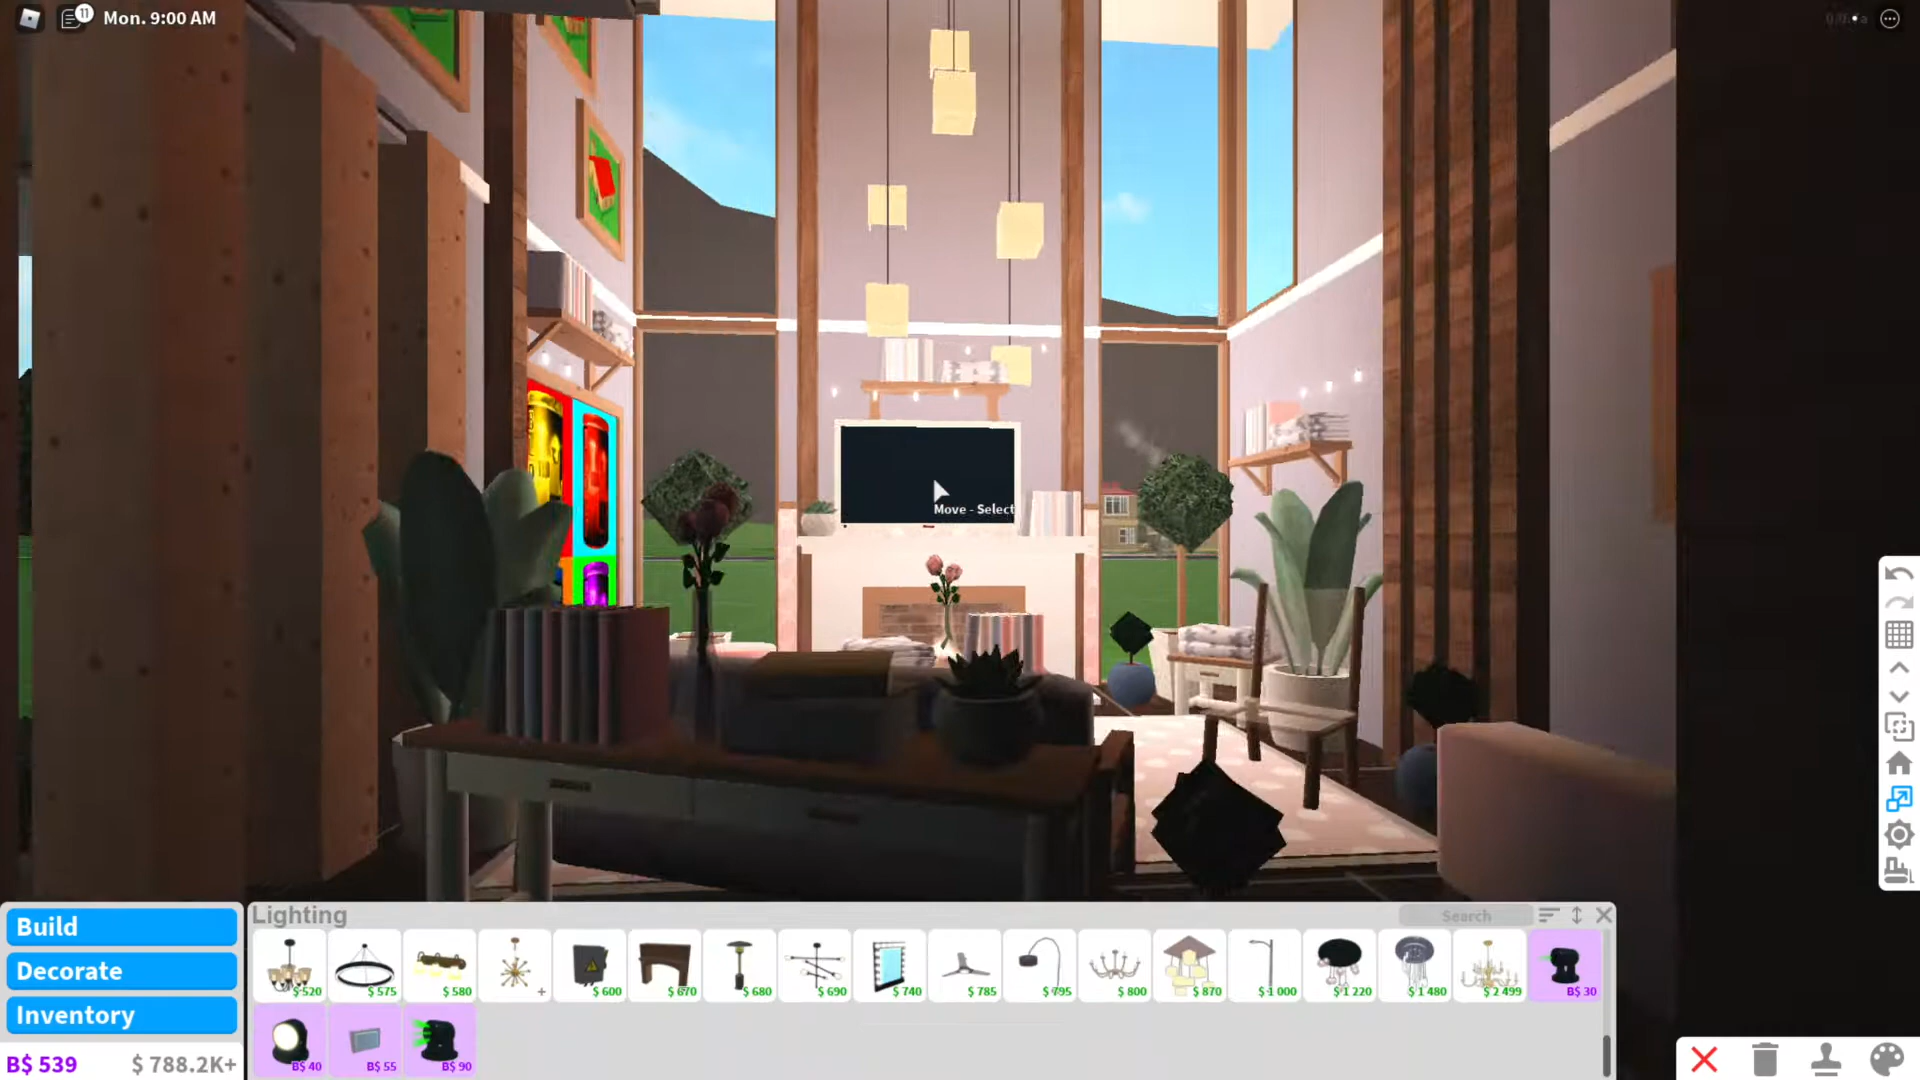 11 Mon. 9:00 AM
Move - Select
Build
Decorate
Inventory
B$ 539 $ 788.2K+
Lighting
Search
$ 520 $ 575 $ 580 + $ 600 $ 670 $ 680 $ 690 $ 740 $ 785 $ 795 $ 800 $ 870 $ 1 000 $ 1 220 $ 1 480 $ 2 499 B$ 30
B$ 40 B$ 55 B$ 90